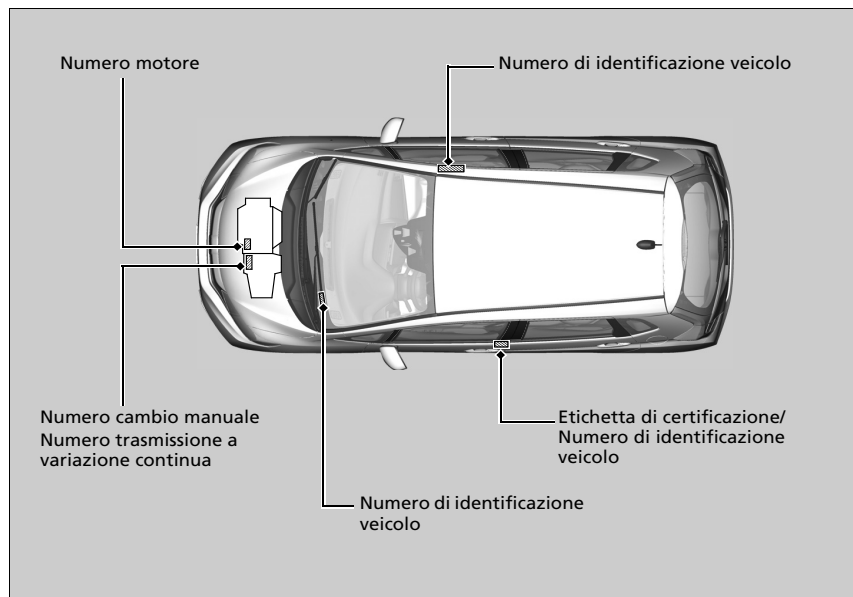 Numero motore
Numero di identificazione veicolo
Numero cambio manuale
Numero trasmissione a
variazione continua
Etichetta di certificazione/
Numero di identificazione
veicolo
Numero di identificazione
veicolo